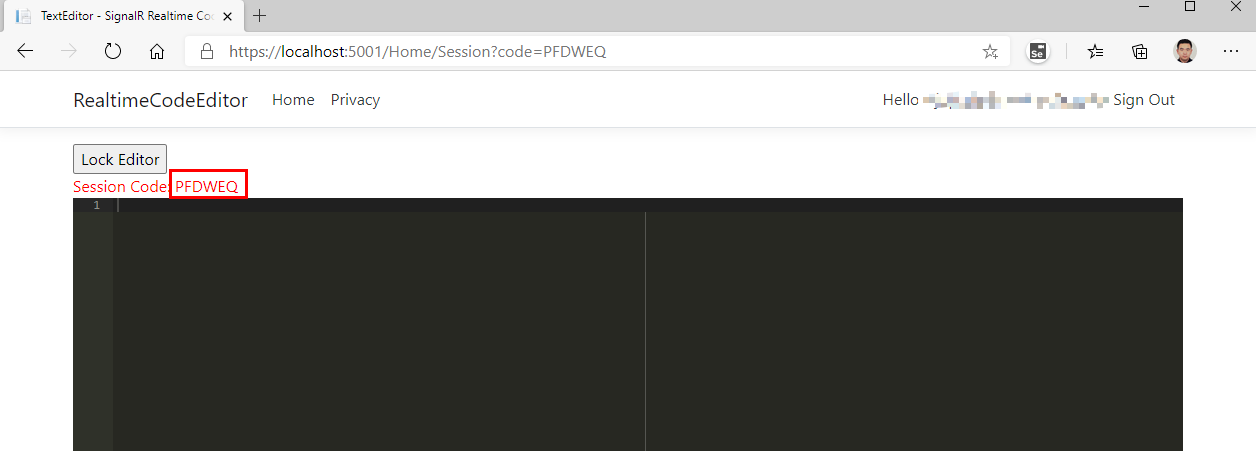 TextEditor - SignalR Realtime Co
https://localhost:5001/Home/Session?code=PFDWEQ
Se
RealtimeCodeEditor Home Privacy Hello Sign Out
Lock Editor
Session Code: PFDWEQ
1